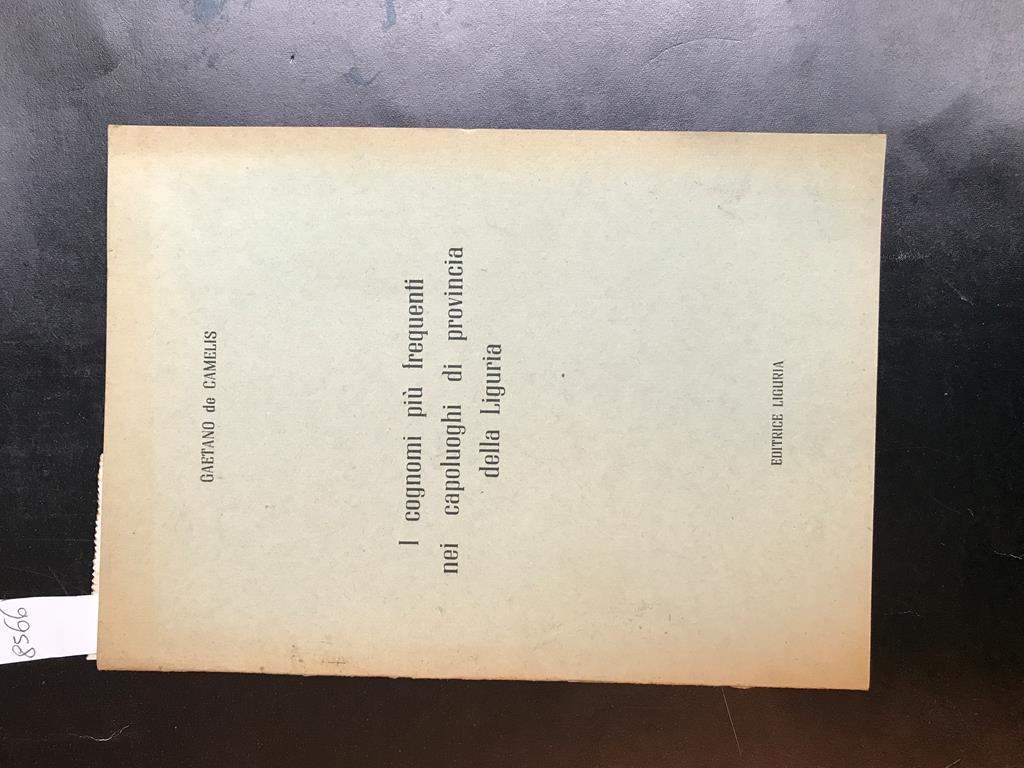 GAETANO de CAMELIS
I cognomi più frequenti
nei capoluoghi di provincia
della Liguria
EDITRICE LIGURIA
8566